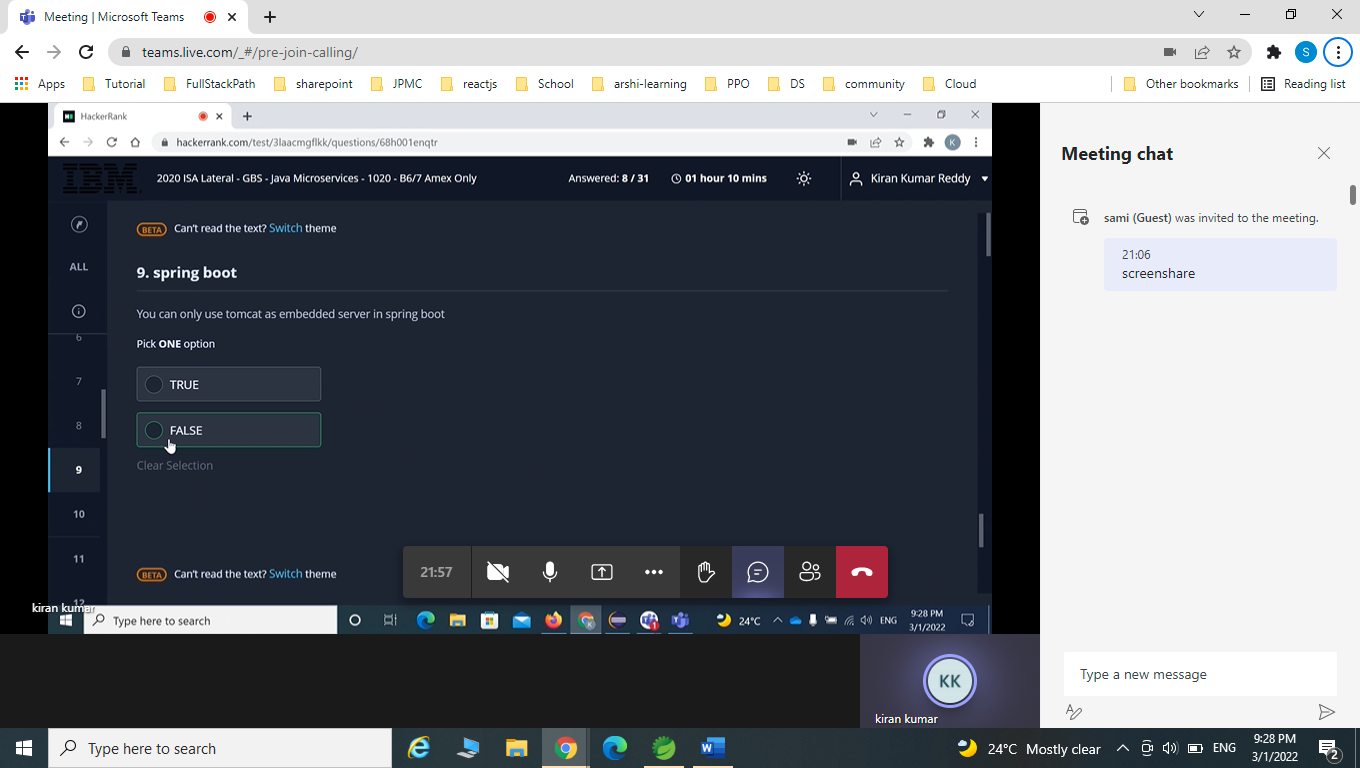 Meeting | Microsoft Teams
teams.live.com/_#/pre-join-calling/
S
Apps Tutorial FullStackPath sharepoint JPMC reactjs School arshi-learning PPO DS community Cloud Other bookmarks Reading list
HackerRank
hackerrank.com/test/3laacmgflkk/questions/68h001enqtr
K
IBM.
2020 ISA Lateral - GBS - Java Microservices - 1020 - B6/7 Amex Only
Answered: 8 / 31
01 hour 10 mins
Kiran Kumar Reddy
ALL
6
7
8
9
10
11
12
BETA Can't read the text? Switch theme
9. spring boot
You can only use tomcat as embedded server in spring boot
Pick ONE option
TRUE
FALSE
Clear Selection
BETA Can't read the text? Switch theme
21:57
kiran kumar
Type here to search
24°C
ENG
9:28 PM
3/1/2022
KK
kiran kumar
Meeting chat
sami (Guest) was invited to the meeting.
21:06
screenshare
Type a new message
Type here to search
24°C Mostly clear
ENG
9:28 PM
3/1/2022
2